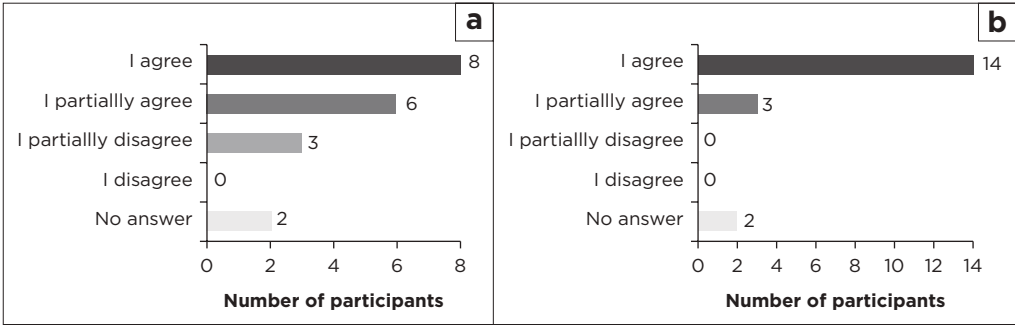 a
I agree 8
I partiallly agree 6
I partiallly disagree 3
I disagree 0
No answer 2
0 2 4 6 8
Number of participants
b
I agree 14
I partiallly agree 3
I partiallly disagree 0
I disagree 0
No answer 2
0 2 4 6 8 10 12 14
Number of participants